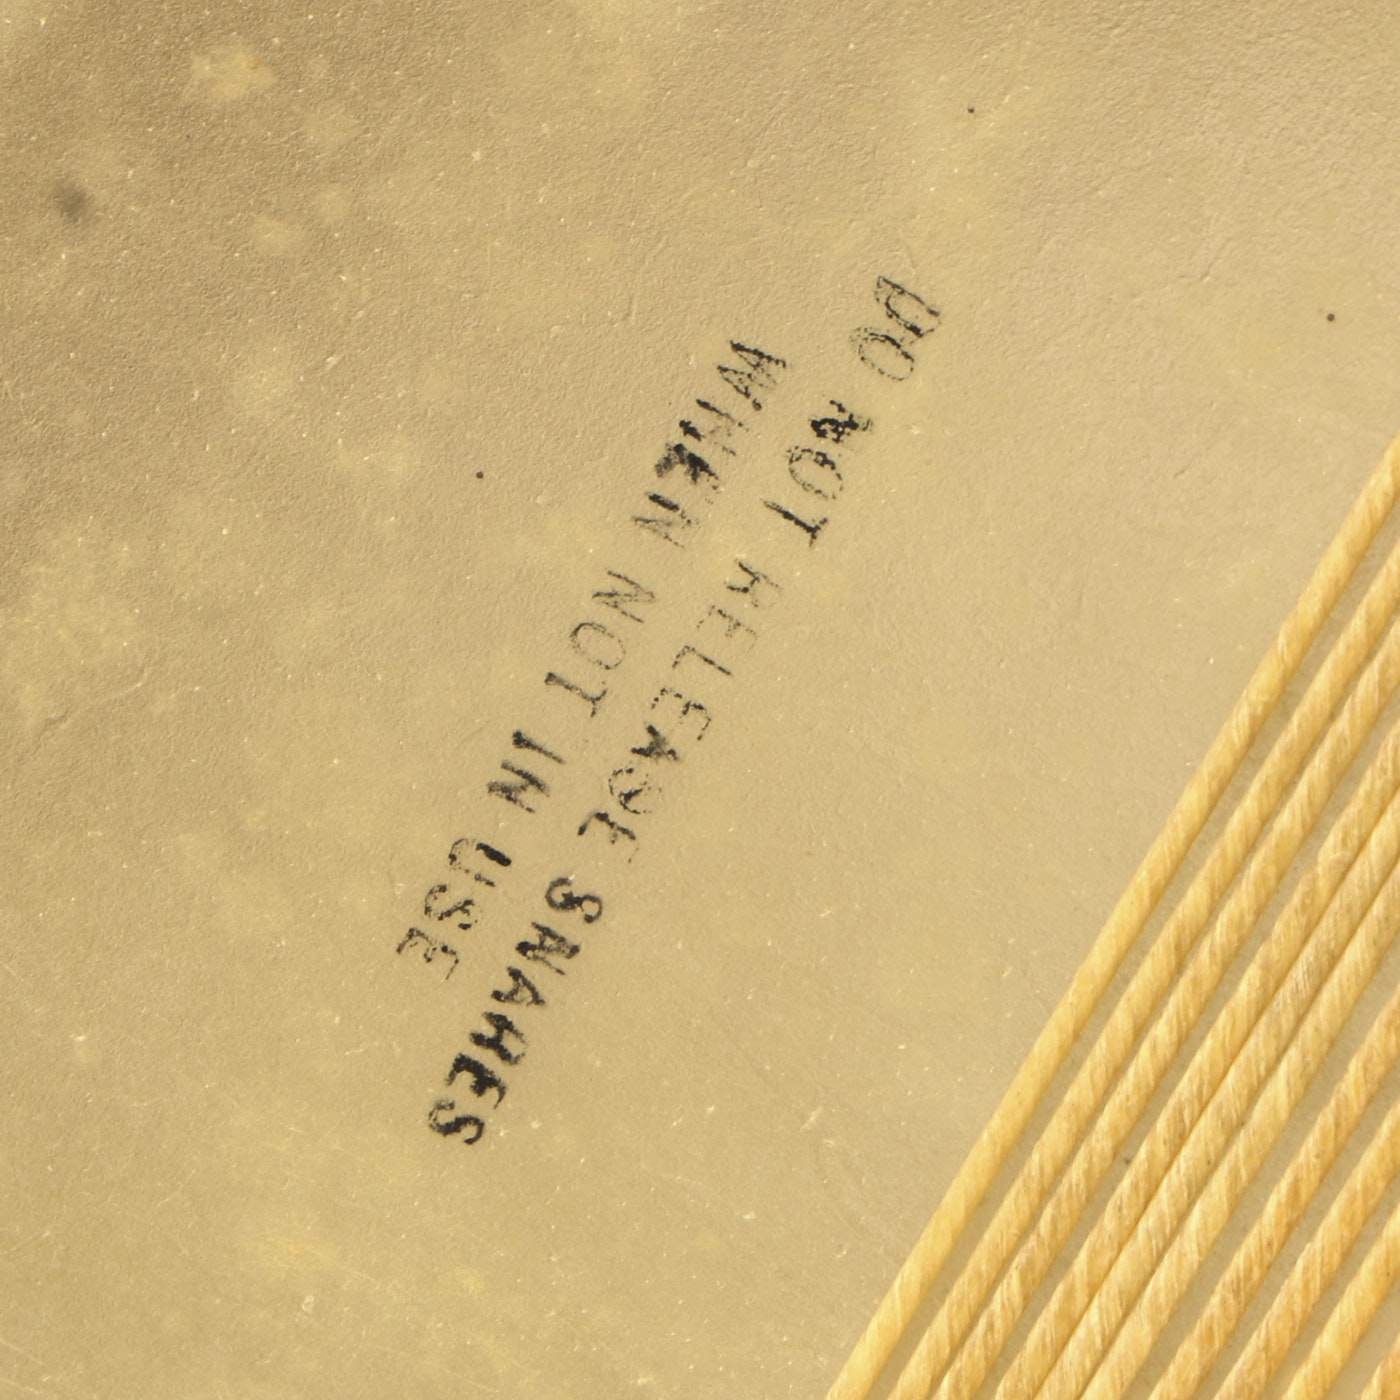 DO NOT RELEASE SNARES
WHEN NOT IN USE